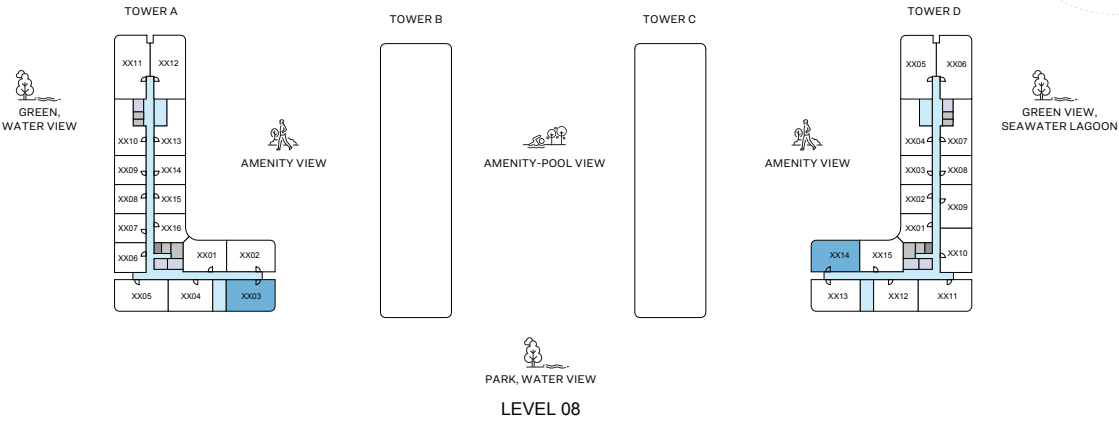 TOWER A
TOWER B
TOWER C
TOWER D
XX11
XX12
XX10
XX13
XX09
XX14
XX08
XX15
XX07
XX16
XX06
XX01
XX02
XX05
XX04
XX03
GREEN,
WATER VIEW
AMENITY VIEW
AMENITY-POOL VIEW
AMENITY VIEW
XX05
XX06
XX04
XX07
XX03
XX08
XX02
XX09
XX01
XX14
XX15
XX10
XX13
XX12
XX11
GREEN VIEW,
SEAWATER LAGOON
PARK, WATER VIEW
LEVEL 08